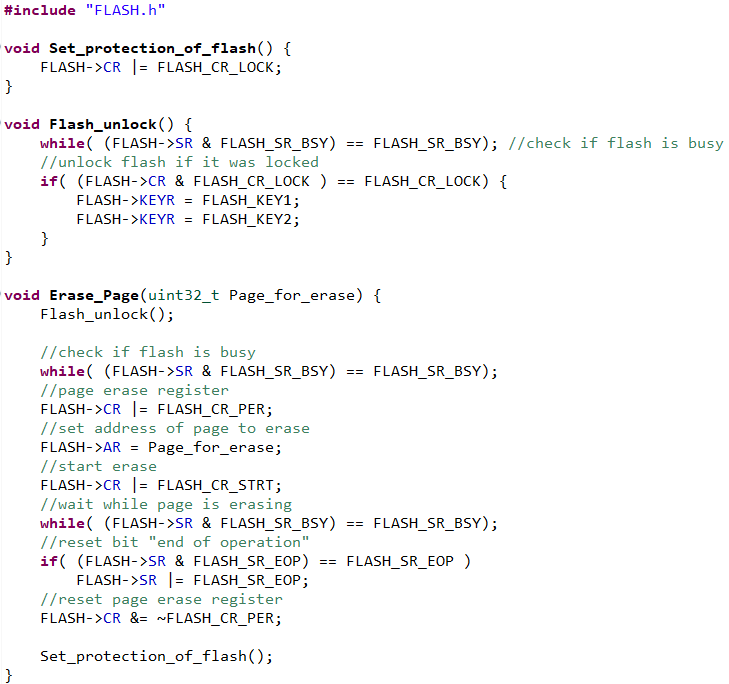 #include "FLASH.h"
void Set_protection_of_flash() {
FLASH->CR |= FLASH_CR_LOCK;
}
void Flash_unlock() {
while( (FLASH->SR & FLASH_SR_BSY) == FLASH_SR_BSY); //check if flash is busy
//unlock flash if it was locked
if( (FLASH->CR & FLASH_CR_LOCK ) == FLASH_CR_LOCK) {
FLASH->KEYR = FLASH_KEY1;
FLASH->KEYR = FLASH_KEY2;
}
}
void Erase_Page(uint32_t Page_for_erase) {
Flash_unlock();
//check if flash is busy
while( (FLASH->SR & FLASH_SR_BSY) == FLASH_SR_BSY);
//page erase register
FLASH->CR |= FLASH_CR_PER;
//set address of page to erase
FLASH->AR = Page_for_erase;
//start erase
FLASH->CR |= FLASH_CR_STRT;
//wait while page is erasing
while( (FLASH->SR & FLASH_SR_BSY) == FLASH_SR_BSY);
//reset bit "end of operation"
if( (FLASH->SR & FLASH_SR_EOP) == FLASH_SR_EOP )
FLASH->SR |= FLASH_SR_EOP;
//reset page erase register
FLASH->CR &= ~FLASH_CR_PER;
Set_protection_of_flash();
}